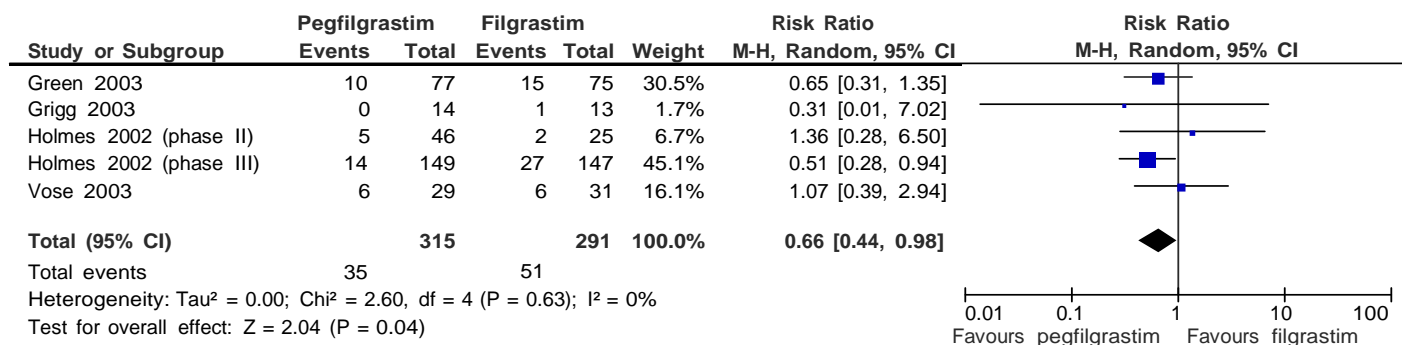 Pegfilgrastim Filgrastim Risk Ratio Risk Ratio
Study or Subgroup Events Total Events Total Weight M-H, Random, 95% CI M-H, Random, 95% CI
Green 2003 10 77 15 75 30.5% 0.65 [0.31, 1.35]
Grigg 2003 0 14 1 13 1.7% 0.31 [0.01, 7.02]
Holmes 2002 (phase II) 5 46 2 25 6.7% 1.36 [0.28, 6.50]
Holmes 2002 (phase III) 14 149 27 147 45.1% 0.51 [0.28, 0.94]
Vose 2003 6 29 6 31 16.1% 1.07 [0.39, 2.94]
Total (95% CI) 315 291 100.0% 0.66 [0.44, 0.98]
Total events 35 51
Heterogeneity: Tau² = 0.00; Chi² = 2.60, df = 4 (P = 0.63); I² = 0%
Test for overall effect: Z = 2.04 (P = 0.04)
0.01 0.1 1 10 100
Favours pegfilgrastim Favours filgrastim